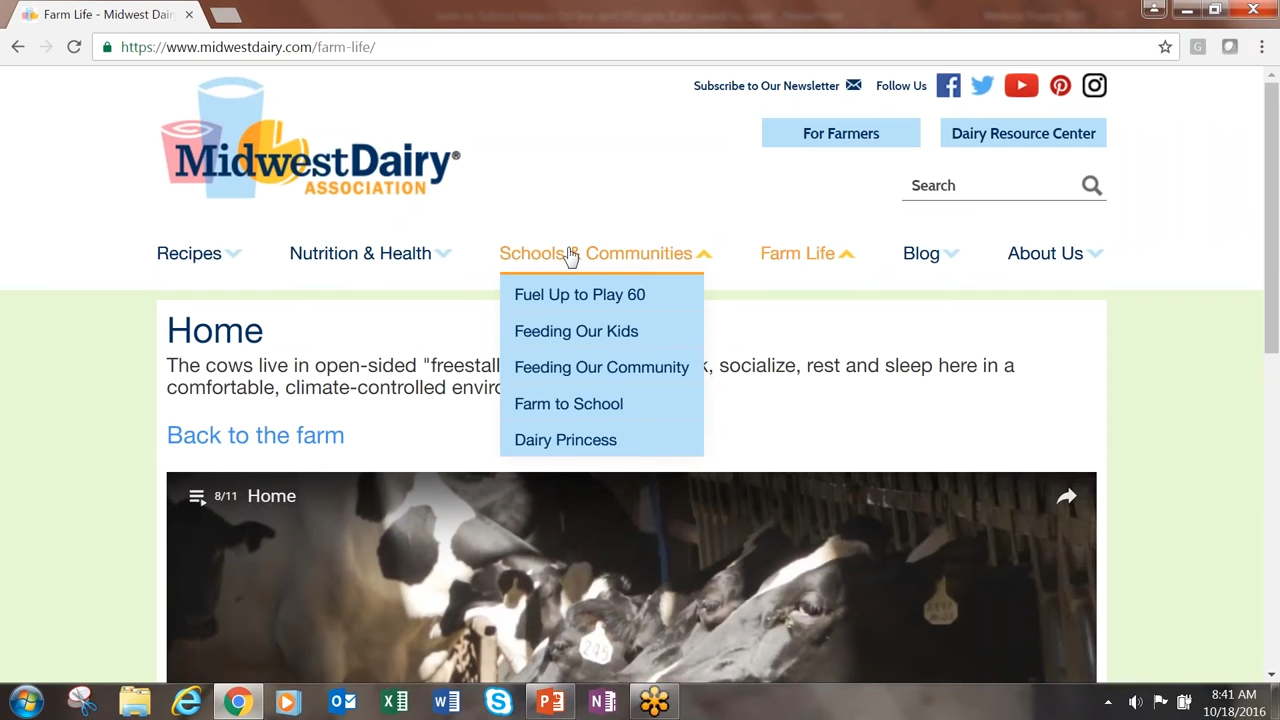 Farm Life - Midwest Dair
https://www.midwestdairy.com/farm-life/
Subscribe to Our Newsletter
Follow Us
MidwestDairy®
ASSOCIATION
For Farmers
Dairy Resource Center
Search
Recipes
Nutrition & Health
Schools & Communities
Farm Life
Blog
About Us
Fuel Up to Play 60
Feeding Our Kids
Feeding Our Community
Farm to School
Dairy Princess
Home
The cows live in open-sided "freestall, socialize, rest and sleep here in a
comfortable, climate-controlled enviro
Back to the farm
8/11 Home
245
8:41 AM
10/18/2016